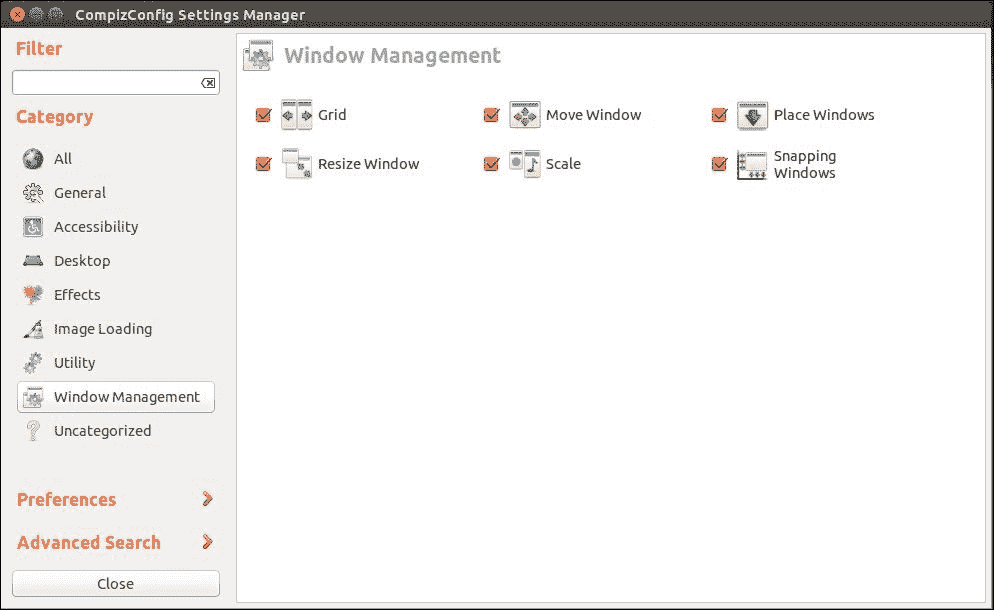 CompizConfig Settings Manager
Filter
Category
All
General
Accessibility
Desktop
Effects
Image Loading
Utility
Window Management
Uncategorized
Preferences
Advanced Search
Close
Window Management
Grid
Move Window
Place Windows
Resize Window
Scale
Snapping
Windows